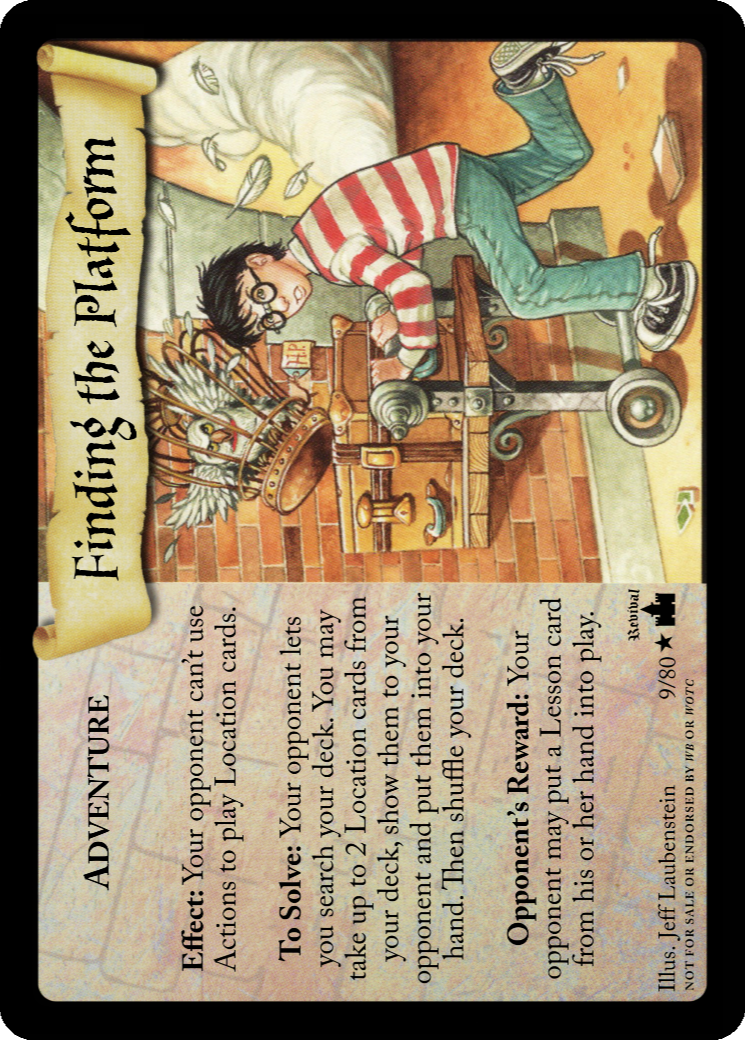 Finding the Platform
ADVENTURE
Effect: Your opponent can't use
Actions to play Location cards.
To Solve: Your opponent lets
you search your deck. You may
take up to 2 Location cards from
your deck, show them to your
opponent and put them into your
hand. Then shuffle your deck.
Opponent's Reward: Your
opponent may put a Lesson card
from his or her hand into play.
H.P.
Revival
Illus. Jeff Laubenstein 9/80 ★
NOT FOR SALE OR ENDORSED BY WB OR WOTC